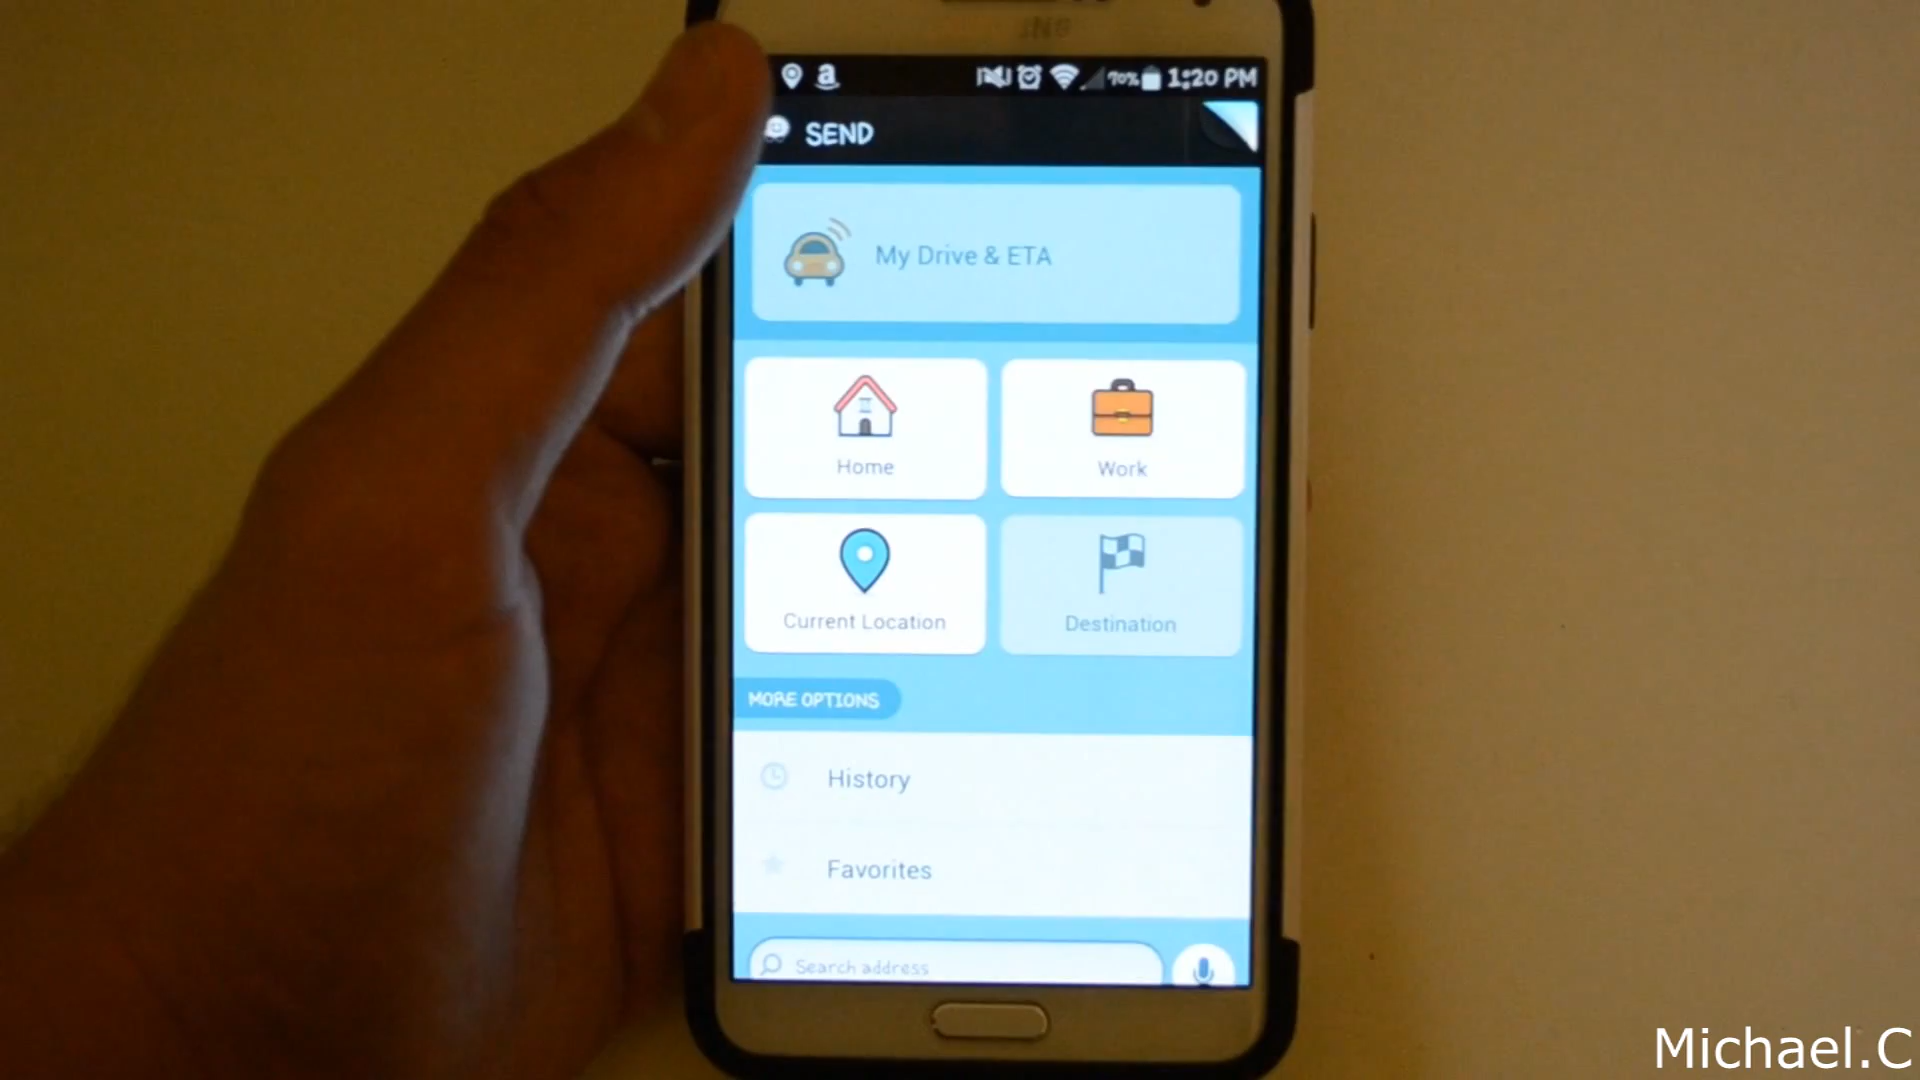 70% 1:20 PM
SEND
My Drive & ETA
Home
Work
Current Location
Destination
MORE OPTIONS
History
Favorites
Search address
Michael.C